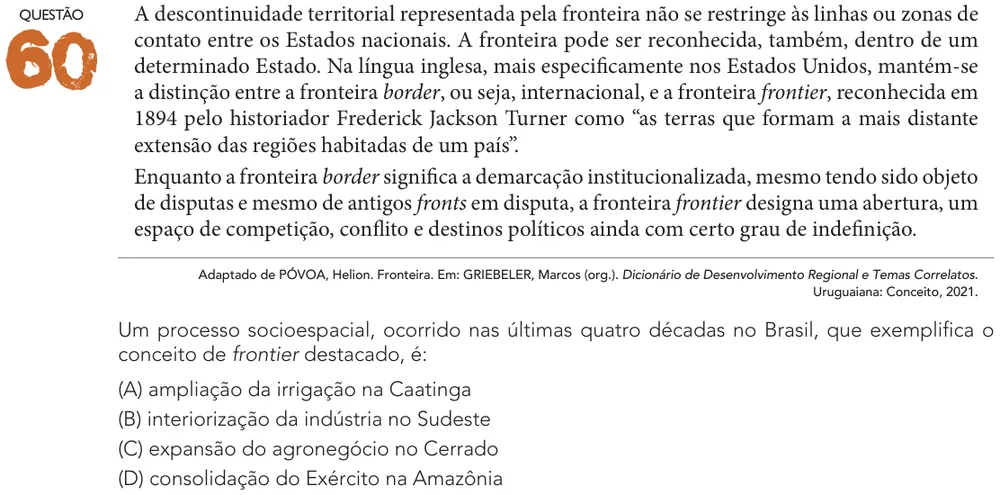 QUESTÃO
60
A descontinuidade territorial representada pela fronteira não se restringe às linhas ou zonas de
contato entre os Estados nacionais. A fronteira pode ser reconhecida, também, dentro de um
determinado Estado. Na língua inglesa, mais especificamente nos Estados Unidos, mantém-se
a distinção entre a fronteira border, ou seja, internacional, e a fronteira frontier, reconhecida em
1894 pelo historiador Frederick Jackson Turner como “as terras que formam a mais distante
extensão das regiões habitadas de um país”.
Enquanto a fronteira border significa a demarcação institucionalizada, mesmo tendo sido objeto
de disputas e mesmo de antigos fronts em disputa, a fronteira frontier designa uma abertura, um
espaço de competição, conflito e destinos políticos ainda com certo grau de indefinição.
Adaptado de PÓVOA, Helion. Fronteira. Em: GRIEBELER, Marcos (org.). Dicionário de Desenvolvimento Regional e Temas Correlatos.
Uruguaiana: Conceito, 2021.
Um processo socioespacial, ocorrido nas últimas quatro décadas no Brasil, que exemplifica o
conceito de frontier destacado, é:
(A) ampliação da irrigação na Caatinga
(B) interiorização da indústria no Sudeste
(C) expansão do agronegócio no Cerrado
(D) consolidação do Exército na Amazônia